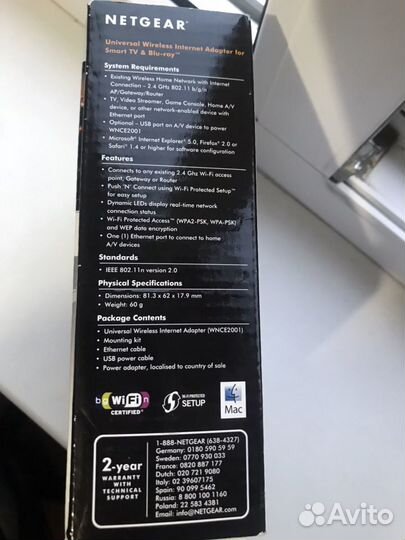 NETGEAR®
Universal Wireless Internet Adapter for
Smart TV & Blu-ray™
System Requirements
• Existing Wireless Home Network with Internet
Connection – 2.4 GHz 802.11 b/g/n
AP/Gateway/Router
• TV, Video Streamer, Game Console, Home A/V
device, or other network-enabled device with
Ethernet port
• Optional – USB port on A/V device to power
WNCE2001
• Microsoft® Internet Explorer® 5.0, Firefox® 2.0 or
Safari® 1.4 or higher for software configuration
Features
• Connects to any existing 2.4 Ghz Wi-Fi access
point, Gateway or Router
• Push 'N' Connect using Wi-Fi Protected Setup™
for easy setup
• Dynamic LEDs display real-time network
connection status
• Wi-Fi Protected Access™ (WPA2-PSK, WPA-PSK)
and WEP data encryption
• One (1) Ethernet port to connect to home
A/V devices
Standards
• IEEE 802.11n version 2.0
Physical Specifications
• Dimensions: 81.3 x 62 x 17.9 mm
• Weight: 60 g
Package Contents
• Universal Wireless Internet Adapter (WNCE2001)
• Mounting kit
• Ethernet cable
• USB power cable
• Power adapter, localised to country of sale
b g Wi Fi n
CERTIFIED
WI-FI PROTECTED
SETUP
Mac
2-year
WARRANTY
WITH
TECHNICAL
SUPPORT
1-888-NETGEAR (638-4327)
Germany: 0180 590 59 59
Sweden: 0770 930 033
France: 0820 887 177
Dutch: 020 721 9080
Italy: 02 39607175
Spain: 90 099 5462
Russia: 8 800 100 1160
Poland: 22 583 4381
Email: info@NETGEAR.com
Avito